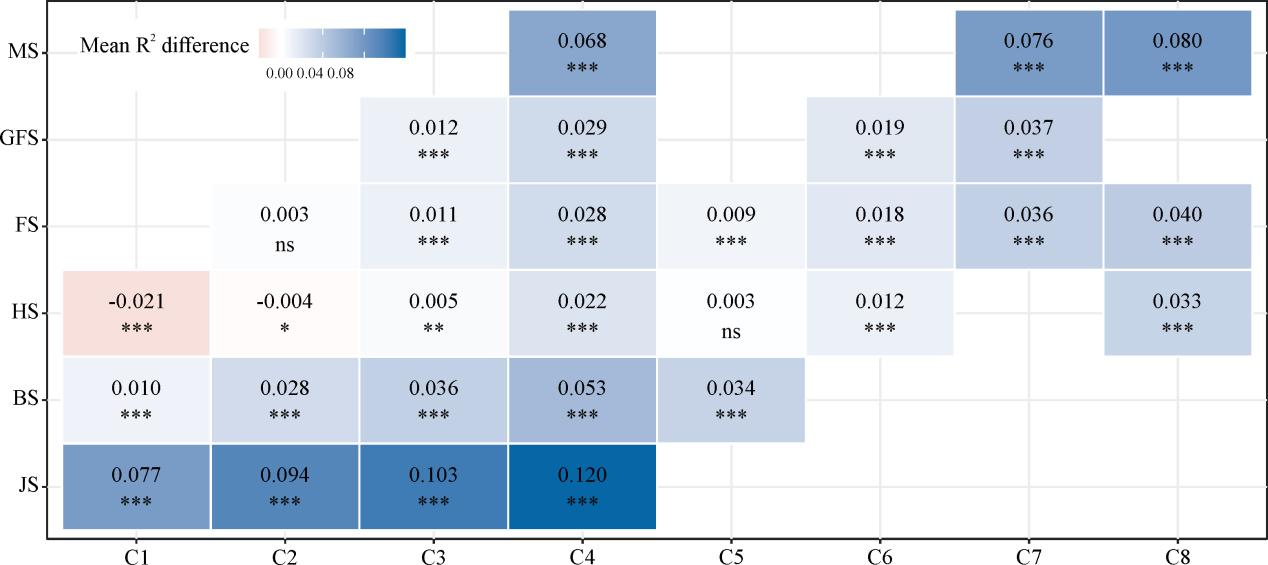 Mean R² difference
0.00 0.04 0.08
MS 0.068 0.076 0.080
*** *** ***
GFS 0.012 0.029 0.019 0.037
*** *** *** ***
FS 0.003 0.011 0.028 0.009 0.018 0.036 0.040
ns *** *** *** *** *** ***
HS -0.021 -0.004 0.005 0.022 0.003 0.012 0.033
*** * ** *** ns *** ***
BS 0.010 0.028 0.036 0.053 0.034
*** *** *** *** ***
JS 0.077 0.094 0.103 0.120
*** *** *** ***
C1 C2 C3 C4 C5 C6 C7 C8